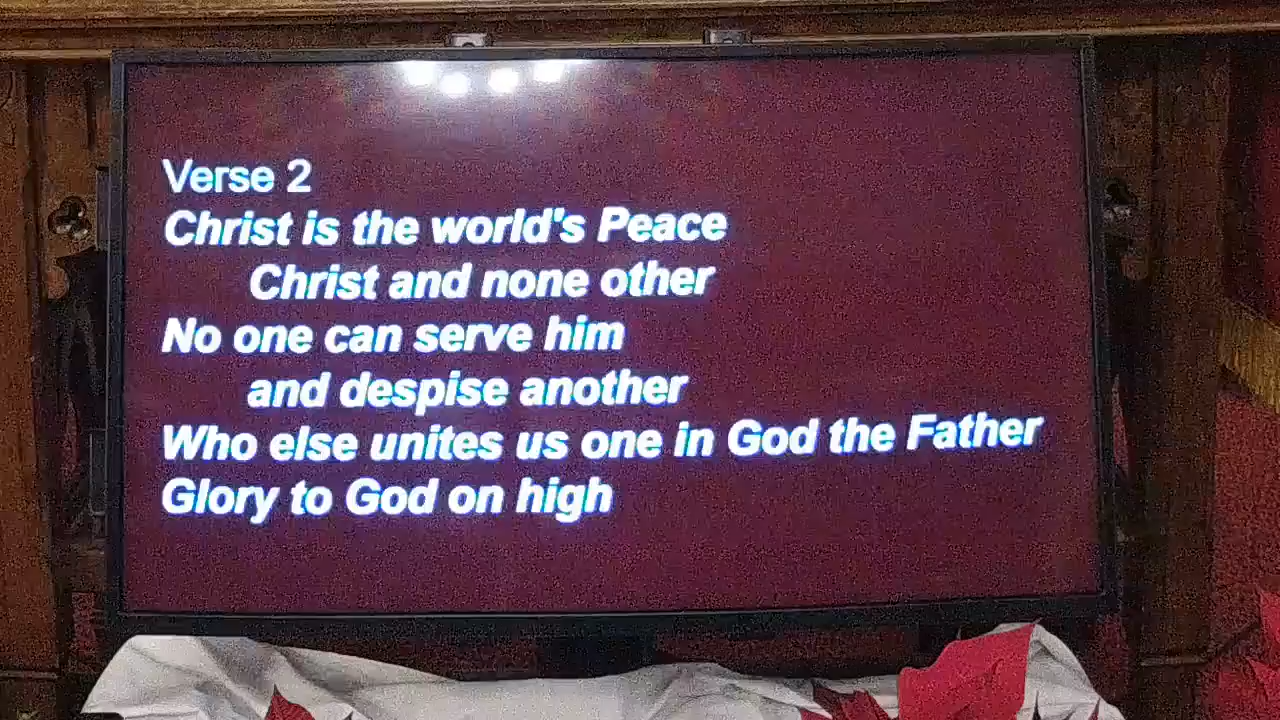 Verse 2
Christ is the world's Peace
Christ and none other
No one can serve him
and despise another
Who else unites us one in God the Father
Glory to God on high